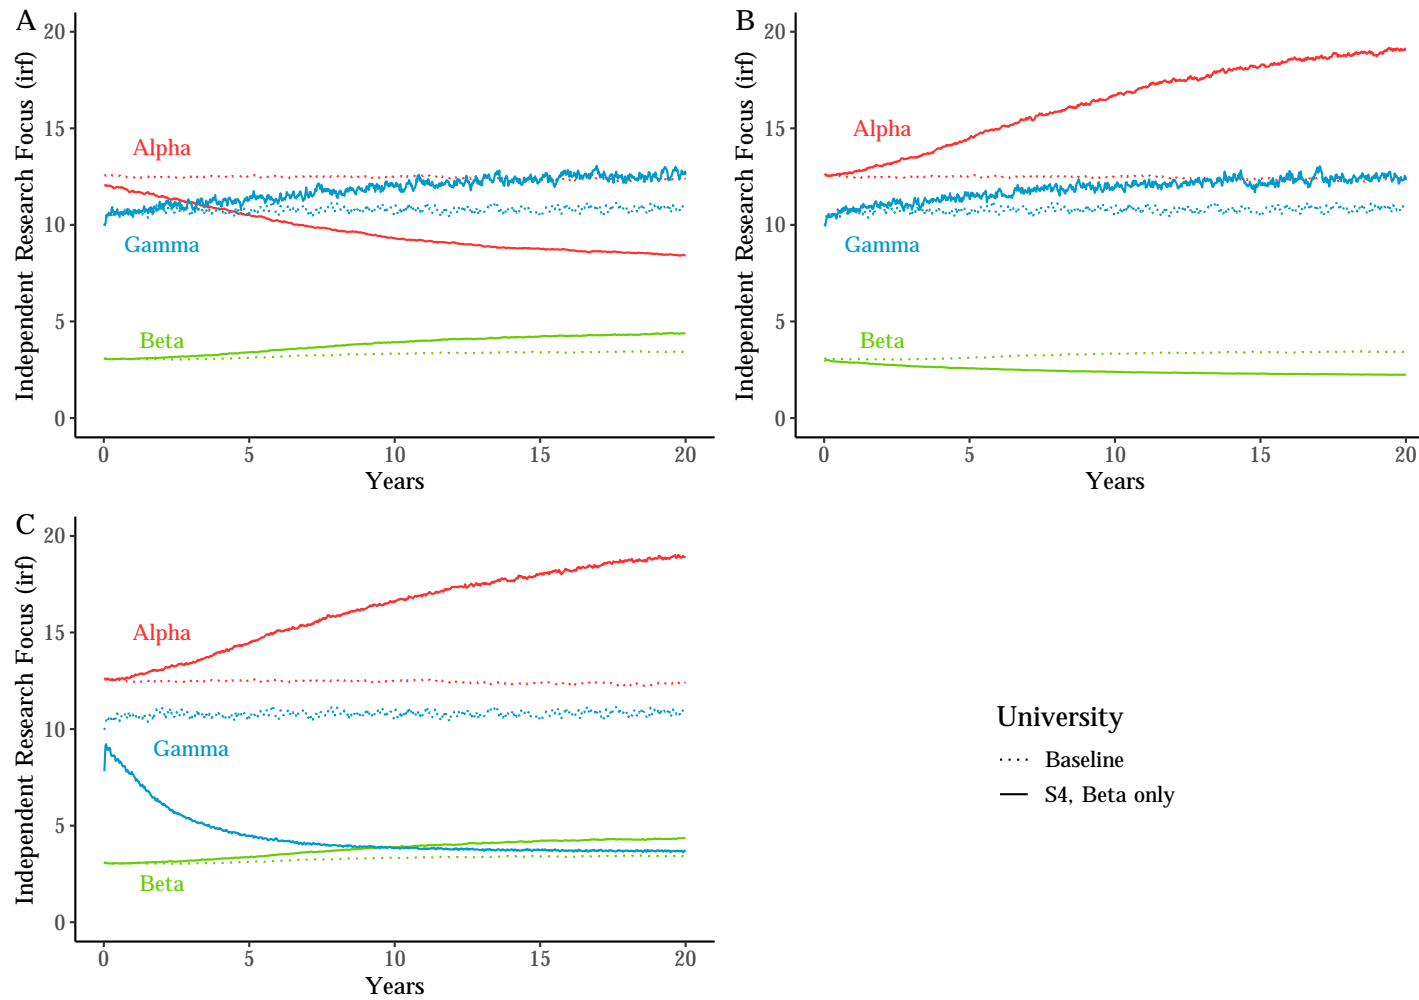 A
Independent Research Focus (irf)
20
15
10
5
0
Alpha
Gamma
Beta
0 5 10 15 20
Years
B
Independent Research Focus (irf)
20
15
10
5
0
Alpha
Gamma
Beta
0 5 10 15 20
Years
C
Independent Research Focus (irf)
20
15
10
5
0
Alpha
Gamma
Beta
0 5 10 15 20
Years
University
Baseline
S4, Beta only